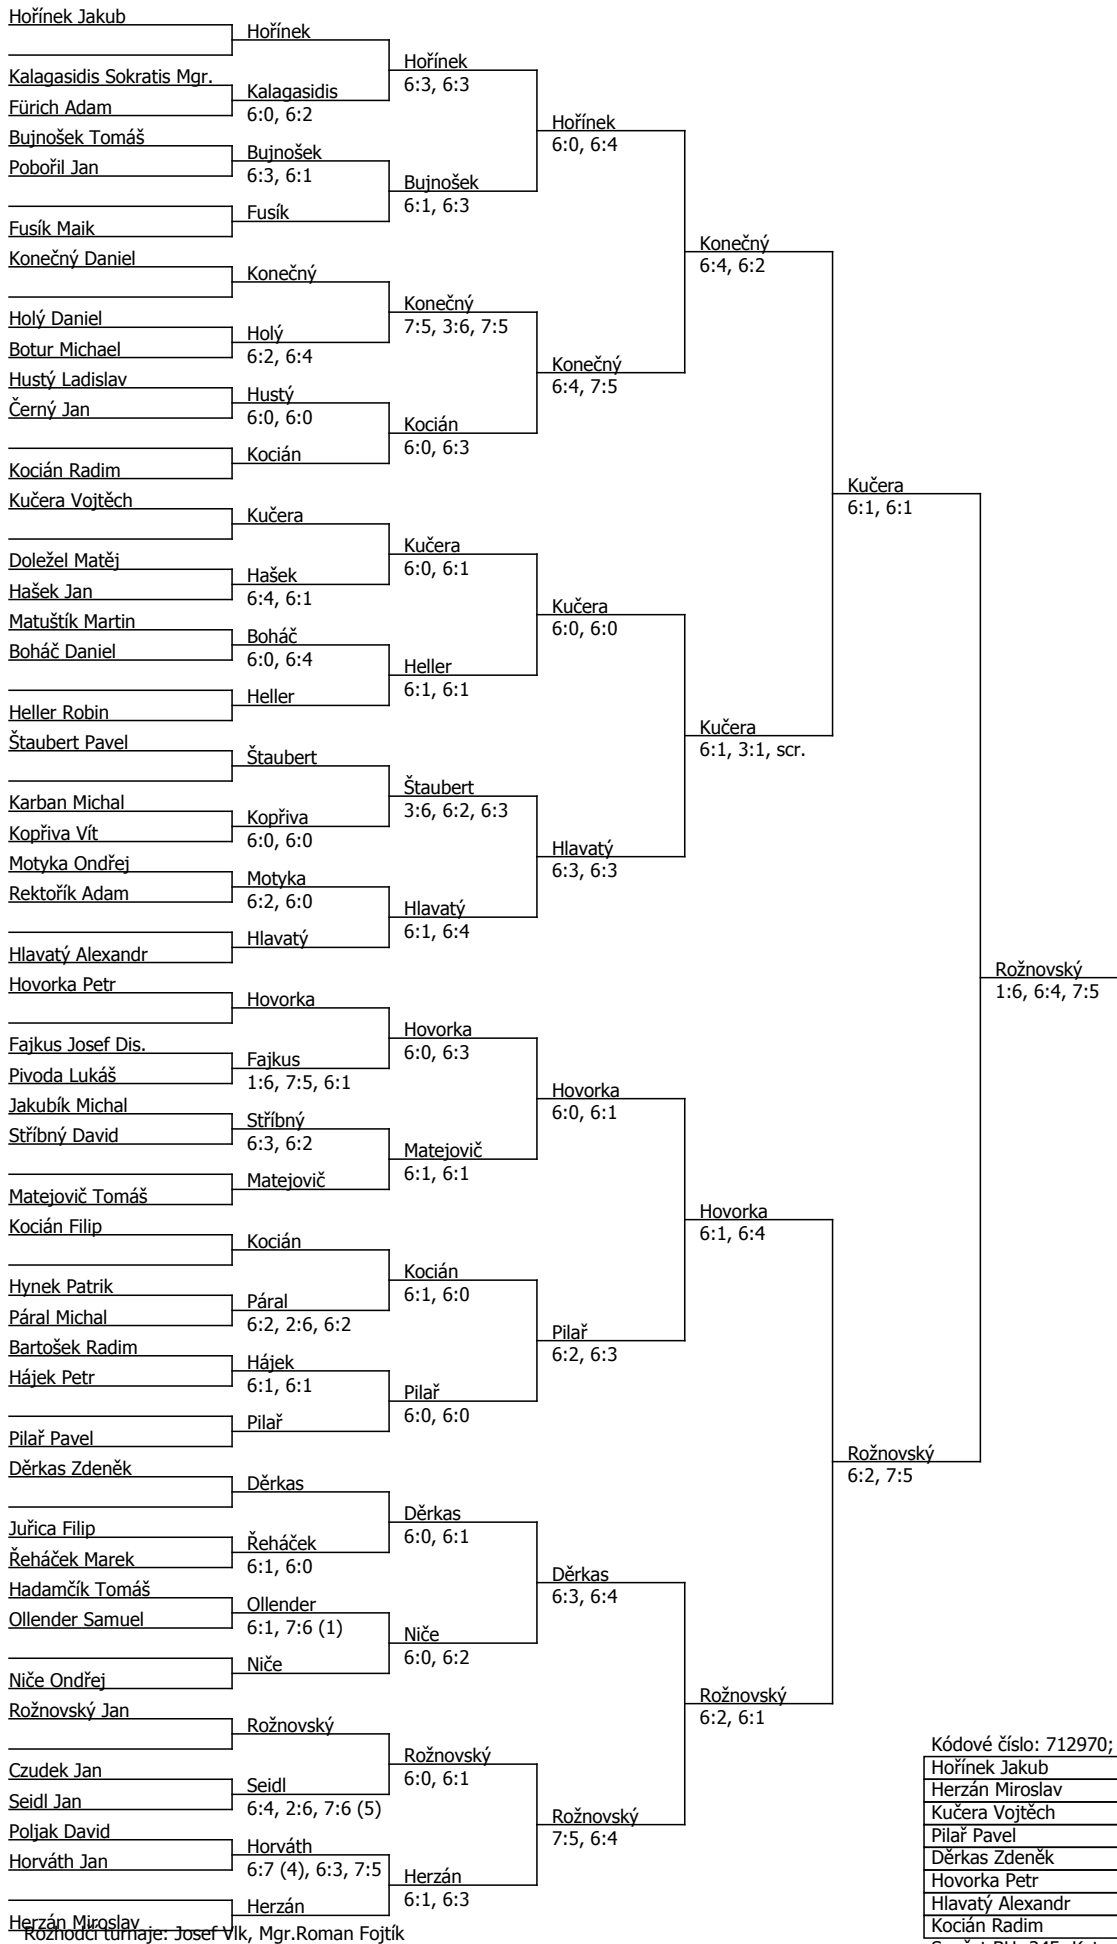 Hořínek Jakub
Kalagasidis Sokratis Mgr.
Fürich Adam
Bujnošek Tomáš
Pobořil Jan
Fusík Maik
Konečný Daniel
Holý Daniel
Botur Michael
Hustý Ladislav
Černý Jan
Kocián Radim
Kučera Vojtěch
Doležel Matěj
Hašek Jan
Matuštík Martin
Boháč Daniel
Heller Robin
Štaubert Pavel
Karban Michal
Kopřiva Vít
Motyka Ondřej
Rektořík Adam
Hlavatý Alexandr
Hovorka Petr
Fajkus Josef Dis.
Pivoda Lukáš
Jakubík Michal
Stříbný David
Matejovič Tomáš
Kocián Filip
Hynek Patrik
Páral Michal
Bartošek Radim
Hájek Petr
Pilař Pavel
Děrkas Zdeněk
Juřica Filip
Řeháček Marek
Hadamčík Tomáš
Ollender Samuel
Niče Ondřej
Rožnovský Jan
Czudek Jan
Seidl Jan
Poljak David
Horváth Jan
Herzán Miroslav
Hořínek
Kalagasidis
6:0, 6:2
Bujnošek
6:3, 6:1
Fusík
Konečný
Holý
6:2, 6:4
Hustý
6:0, 6:0
Kocián
Kučera
Hašek
6:4, 6:1
Boháč
6:0, 6:4
Heller
Štaubert
Kopřiva
6:0, 6:0
Motyka
6:2, 6:0
Hlavatý
Hovorka
Fajkus
1:6, 7:5, 6:1
Stříbný
6:3, 6:2
Matejovič
Kocián
Páral
6:2, 2:6, 6:2
Hájek
6:1, 6:1
Pilař
Děrkas
Řeháček
6:1, 6:0
Ollender
6:1, 7:6 (1)
Niče
Rožnovský
Seidl
6:4, 2:6, 7:6 (5)
Horváth
6:7 (4), 6:3, 7:5
Herzán
Hořínek
6:3, 6:3
Bujnošek
6:1, 6:3
Konečný
7:5, 3:6, 7:5
Kocián
6:0, 6:3
Kučera
6:0, 6:1
Heller
6:1, 6:1
Štaubert
3:6, 6:2, 6:3
Hlavatý
6:1, 6:4
Hovorka
6:0, 6:3
Matejovič
6:1, 6:1
Kocián
6:1, 6:0
Pilař
6:0, 6:0
Děrkas
6:0, 6:1
Niče
6:0, 6:2
Rožnovský
6:0, 6:1
Herzán
6:1, 6:3
Hořínek
6:0, 6:4
Konečný
6:4, 7:5
Kučera
6:0, 6:0
Hlavatý
6:3, 6:3
Hovorka
6:0, 6:1
Pilař
6:2, 6:3
Děrkas
6:3, 6:4
Rožnovský
7:5, 6:4
Konečný
6:4, 6:2
Kučera
6:1, 3:1, scr.
Hovorka
6:1, 6:4
Rožnovský
6:2, 6:1
Kučera
6:1, 6:1
Rožnovský
6:2, 7:5
Rožnovský
1:6, 6:4, 7:5
Rozhodčí turnaje: Josef Vlk, Mgr.Roman Fojtík
Kódové číslo: 712970;
Hořínek Jakub
Herzán Miroslav
Kučera Vojtěch
Pilař Pavel
Děrkas Zdeněk
Hovorka Petr
Hlavatý Alexandr
Kocián Radim